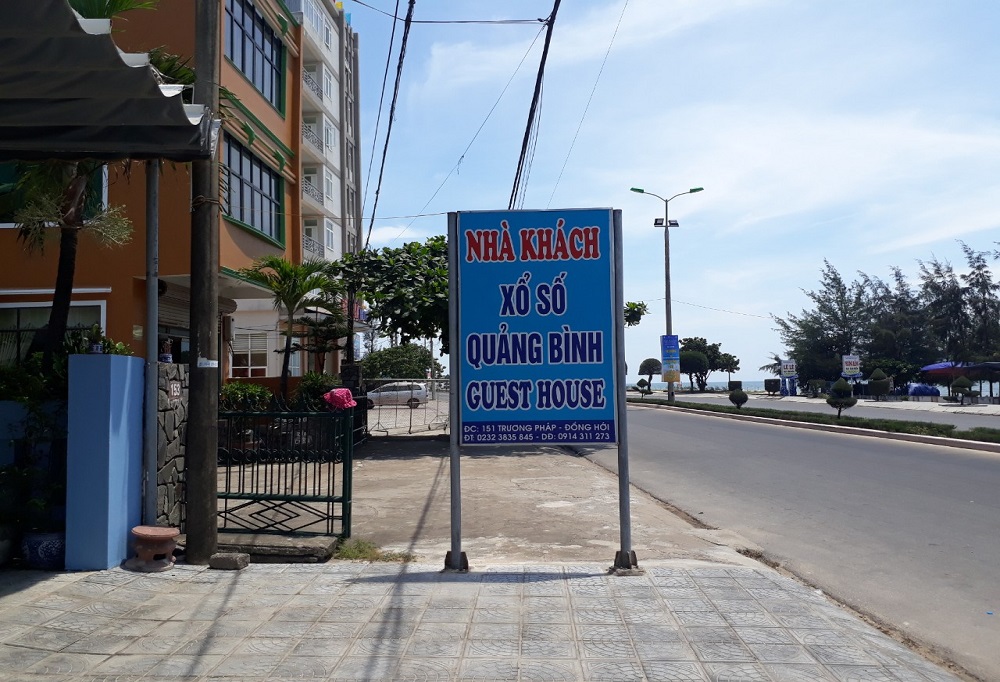 NHÀ KHÁCH
XỔ SỐ
QUẢNG BÌNH
GUEST HOUSE
ĐC: 151 TRƯƠNG PHÁP - ĐỒNG HỚI
ĐT: 0232 3835 845 - DĐ: 0914 311 273
153